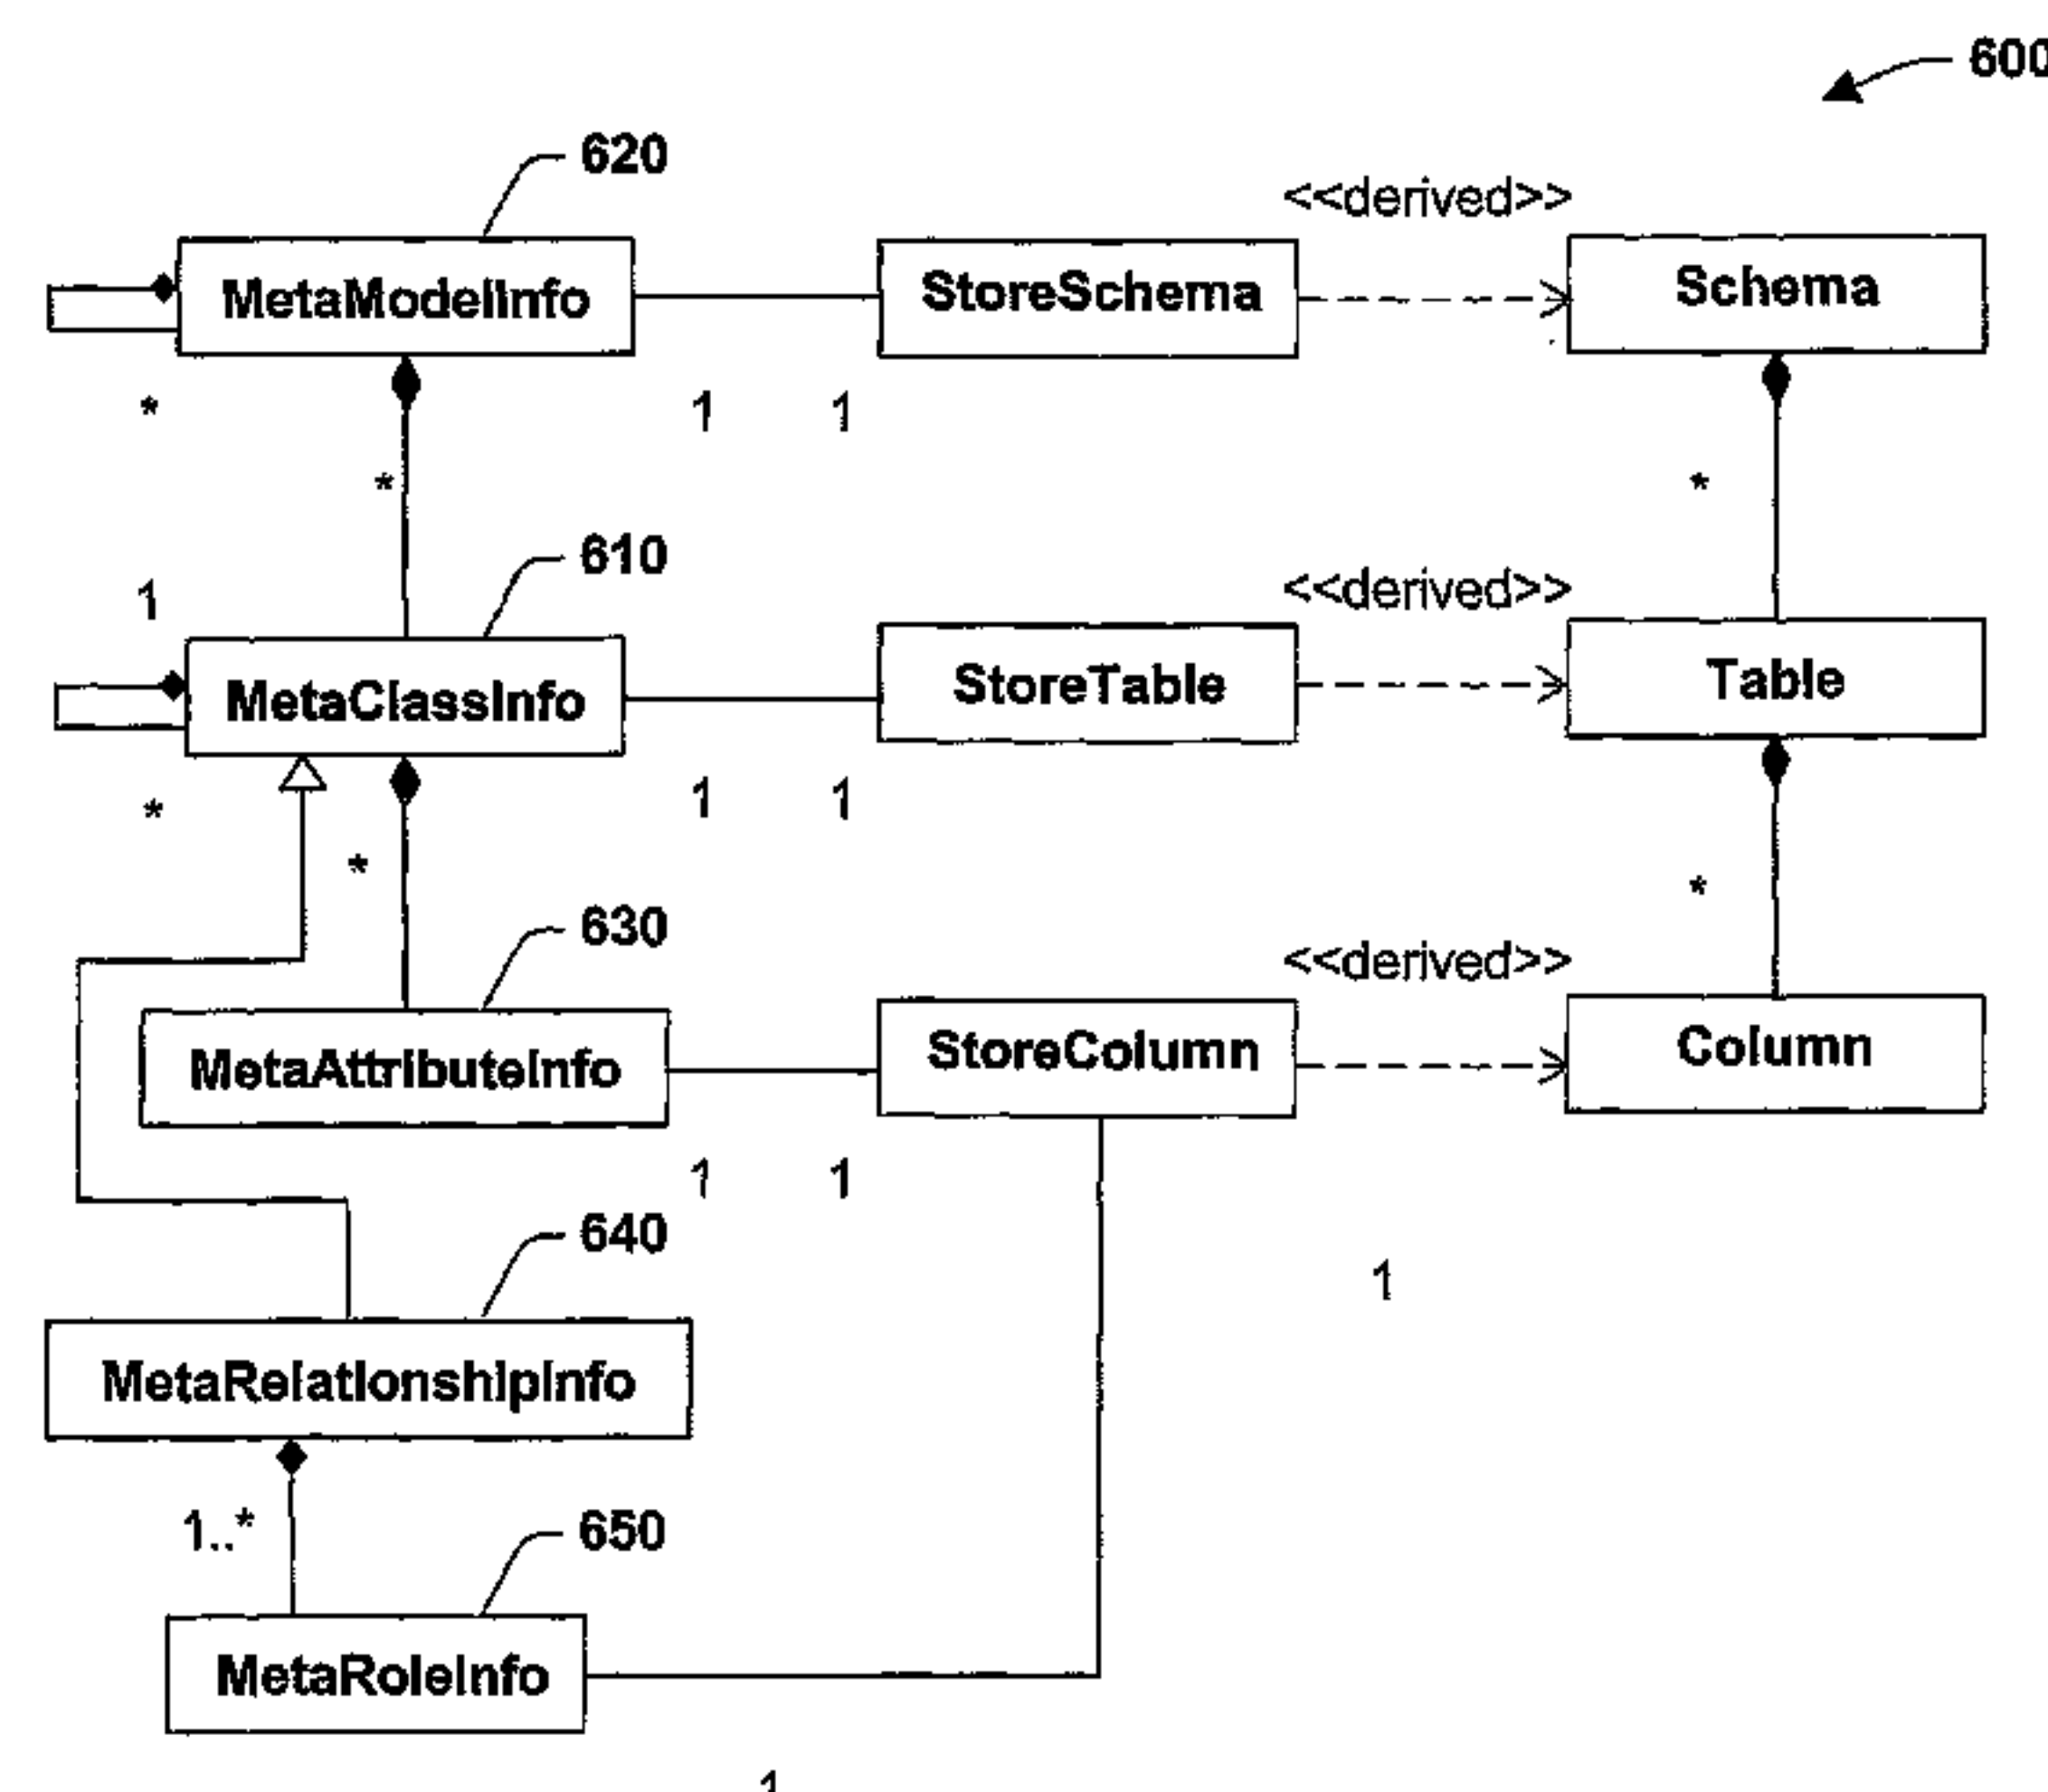 600
620
<<derived>>
MetaModelInfo StoreSchema Schema
* 1 1
* *
610
1 <<derived>>
MetaClassInfo StoreTable Table
* 1 1
* *
630
<<derived>>
MetaAttributeInfo StoreColumn Column
1 1
640
1
MetaRelationshipInfo
1..*
650
MetaRoleInfo
1